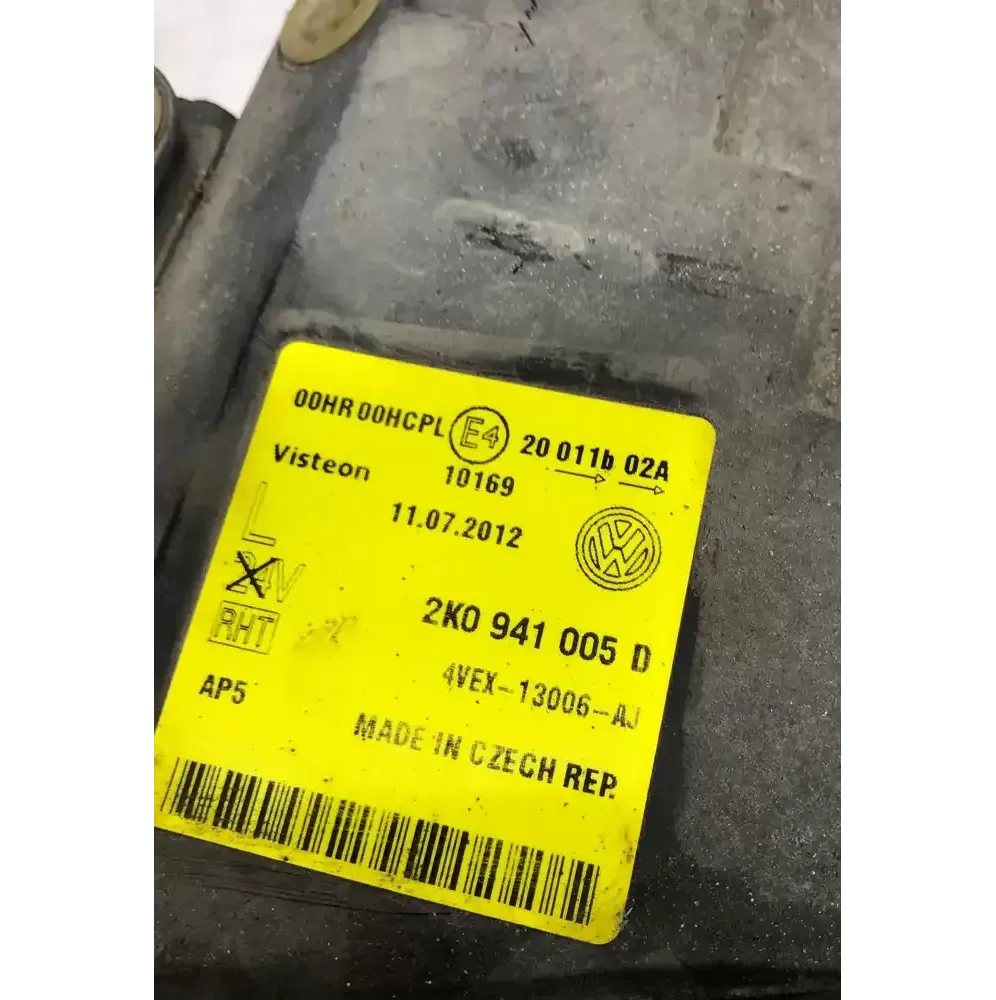 00HR 00HCPL E4 20 011b 02A
Visteon 10169
11.07.2012
L
24V
RHT
2K0 941 005 D
AP5
4VEX-13006-AJ
MADE IN CZECH REP.